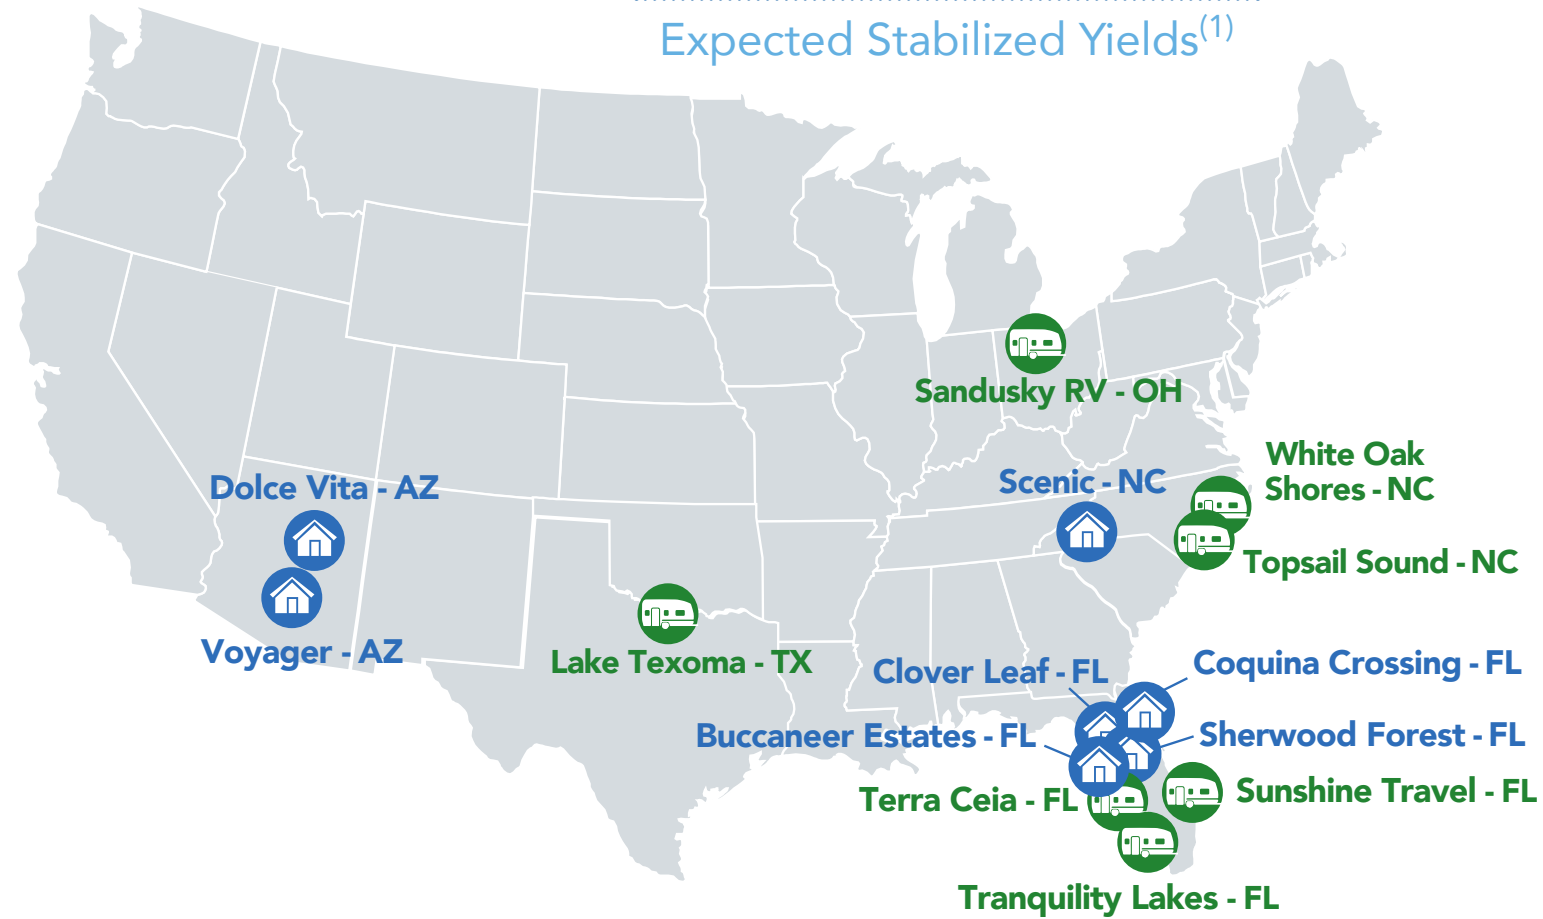 Expected Stabilized Yields(1)
Sandusky RV - OH
White Oak
Shores - NC
Scenic - NC
Dolce Vita - AZ
Topsail Sound - NC
Voyager - AZ
Lake Texoma - TX
Clover Leaf - FL
Coquina Crossing - FL
Buccaneer Estates - FL
Sherwood Forest - FL
Terra Ceia - FL
Sunshine Travel - FL
Tranquility Lakes - FL